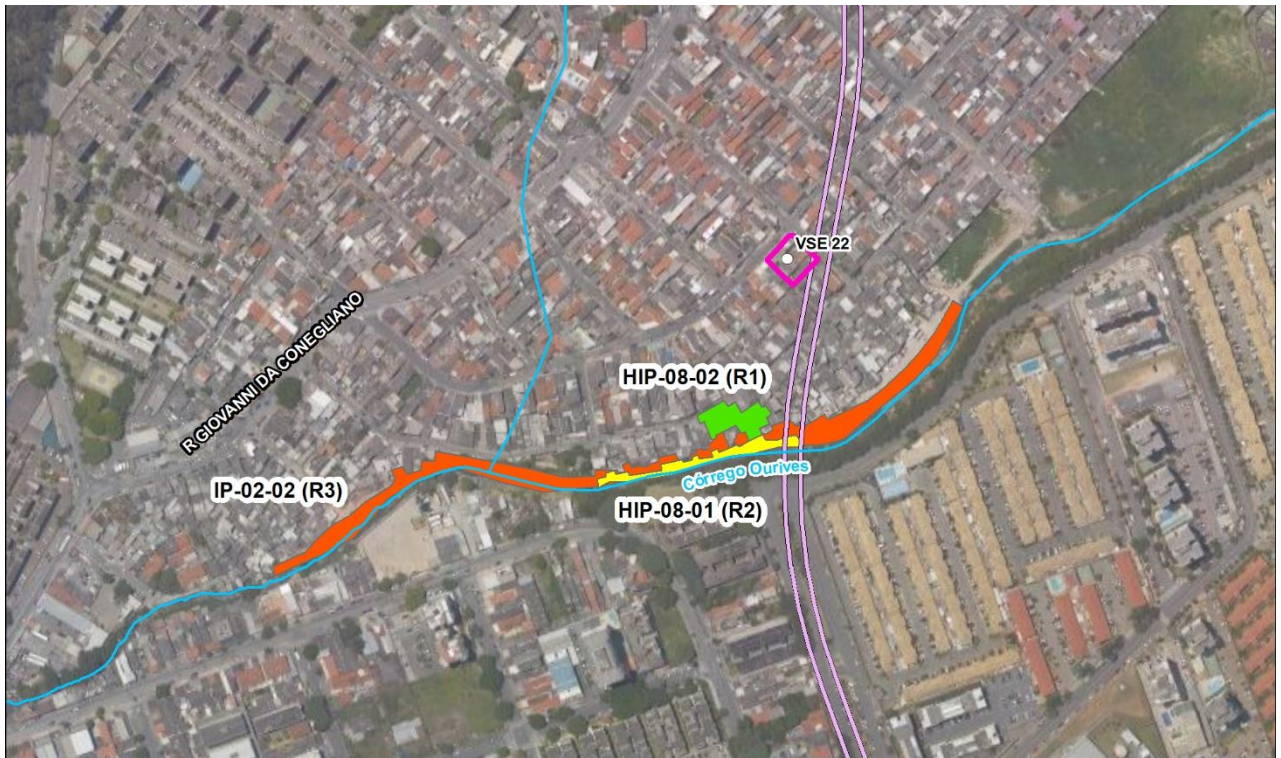 VSE 22
R GIOVANNI DA CONEGLIANO
HIP-08-02 (R1)
Córrego Ourives
IP-02-02 (R3)
HIP-08-01 (R2)